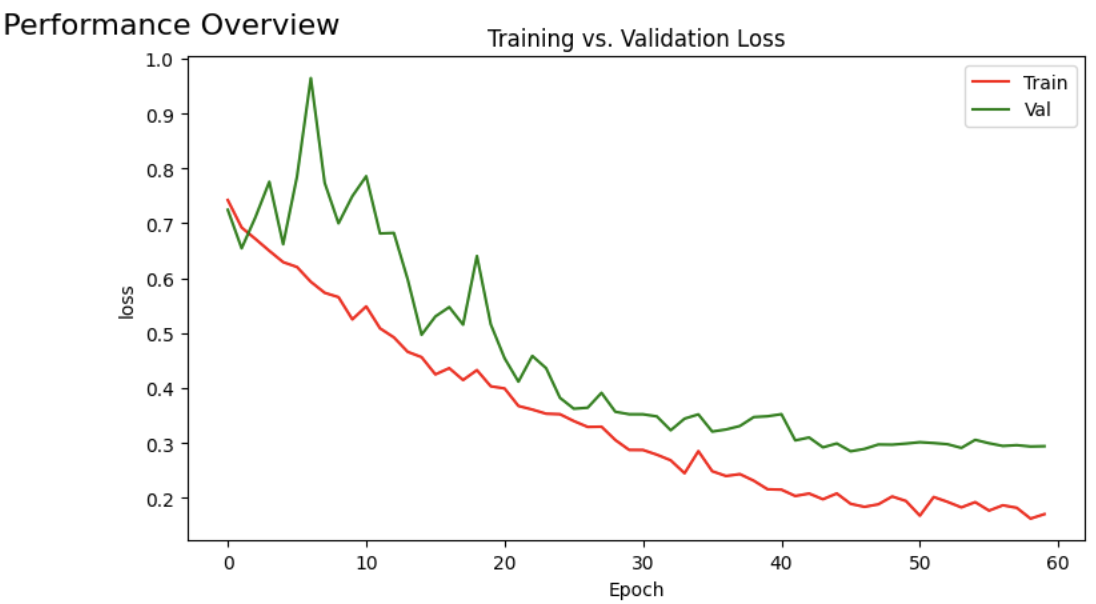 Performance Overview
Training vs. Validation Loss
1.0
0.9
0.8
0.7
0.6
0.5
0.4
0.3
0.2
loss
Train
Val
0 10 20 30 40 50 60
Epoch